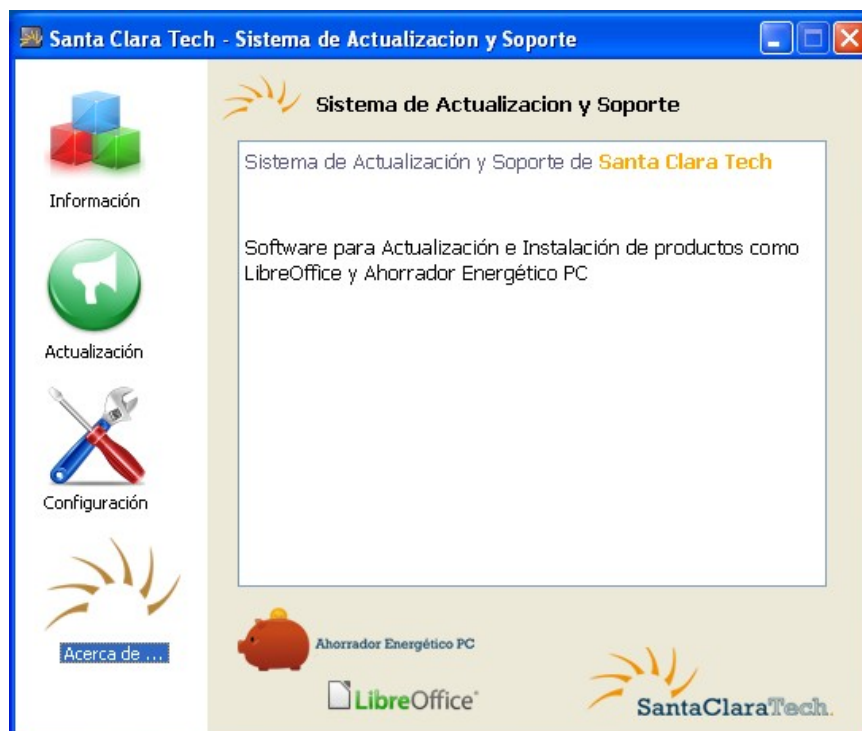 Santa Clara Tech - Sistema de Actualizacion y Soporte
Información
Actualización
Configuración
Acerca de ...
Sistema de Actualizacion y Soporte
Sistema de Actualización y Soporte de Santa Clara Tech
Software para Actualización e Instalación de productos como
LibreOffice y Ahorrador Energético PC
Ahorrador Energético PC
LibreOffice
SantaClaraTech.